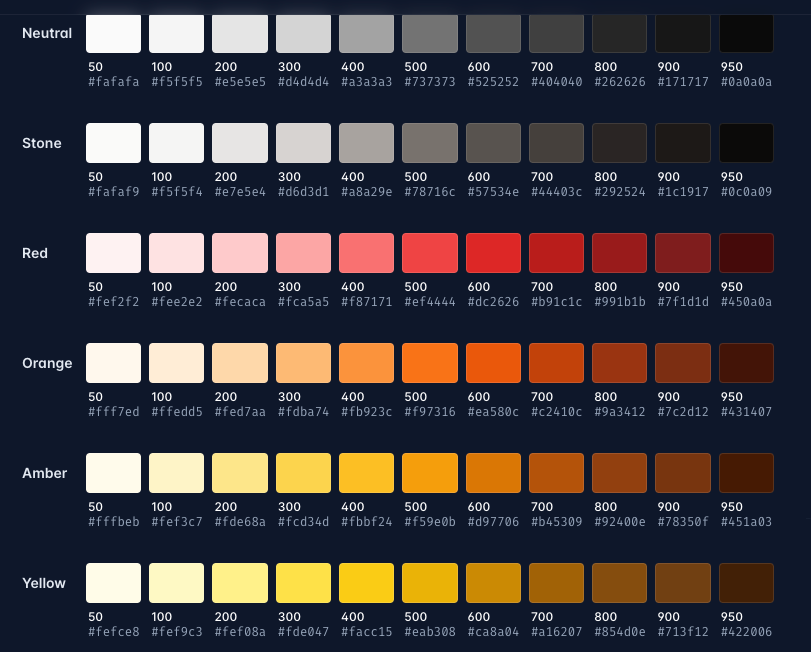 Neutral
50 100 200 300 400 500 600 700 800 900 950
#fafafa #f5f5f5 #e5e5e5 #d4d4d4 #a3a3a3 #737373 #525252 #404040 #262626 #171717 #0a0a0a
Stone
50 100 200 300 400 500 600 700 800 900 950
#fafaf9 #f5f5f4 #e7e5e4 #d6d3d1 #a8a29e #78716c #57534e #44403c #292524 #1c1917 #0c0a09
Red
50 100 200 300 400 500 600 700 800 900 950
#fef2f2 #fee2e2 #fecaca #fca5a5 #f87171 #ef4444 #dc2626 #b91c1c #991b1b #7f1d1d #450a0a
Orange
50 100 200 300 400 500 600 700 800 900 950
#fff7ed #ffedd5 #fed7aa #fdba74 #fb923c #f97316 #ea580c #c2410c #9a3412 #7c2d12 #431407
Amber
50 100 200 300 400 500 600 700 800 900 950
#fffbeb #fef3c7 #fde68a #fcd34d #fbbf24 #f59e0b #d97706 #b45309 #92400e #78350f #451a03
Yellow
50 100 200 300 400 500 600 700 800 900 950
#fefce8 #fef9c3 #fef08a #fde047 #facc15 #eab308 #ca8a04 #a16207 #854d0e #713f12 #422006